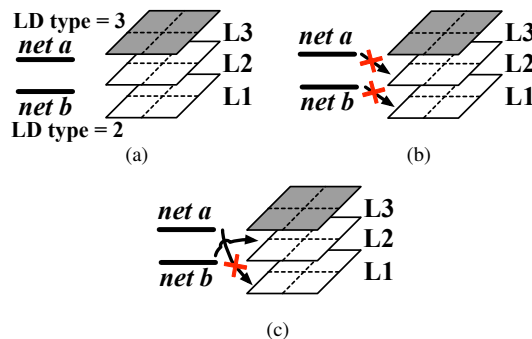 LD type = 3
net a
net b
LD type = 2
L3
L2
L1
(a)
net a
net b
L3
L2
L1
(b)
net a
net b
L3
L2
L1
(c)